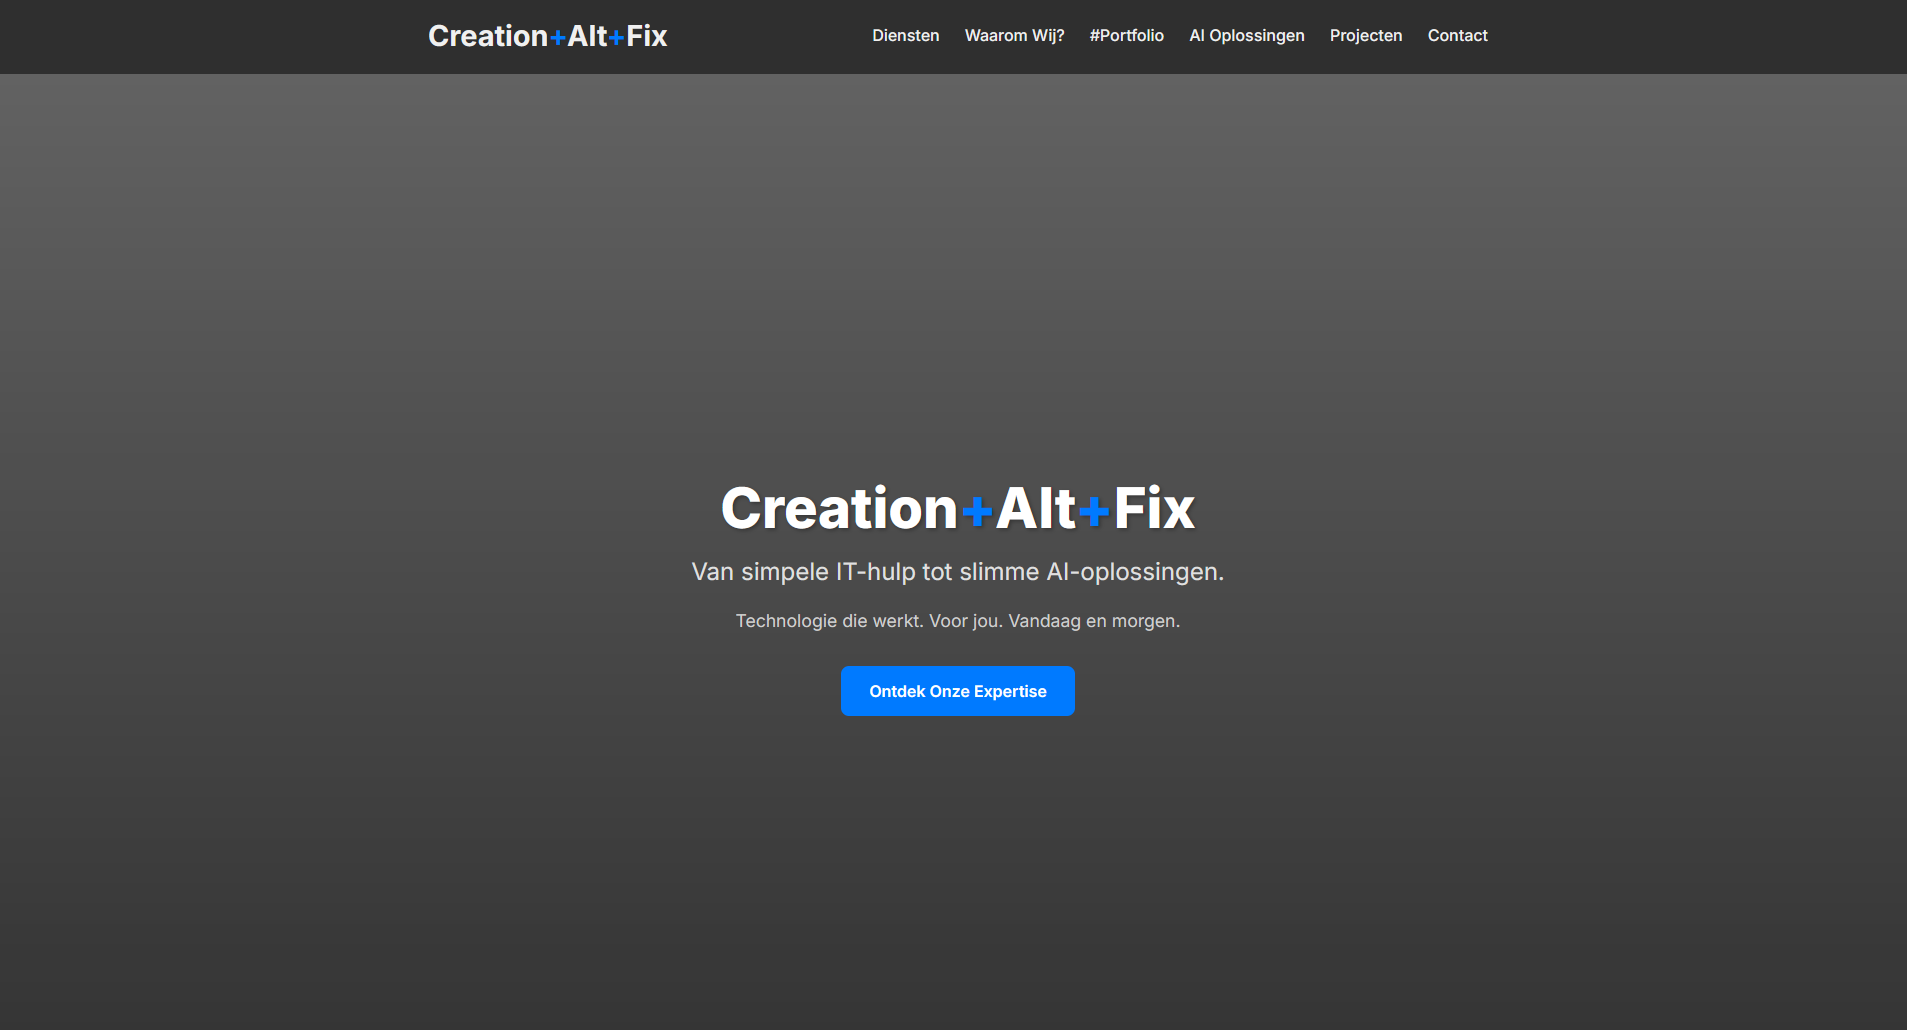 Creation+Alt+Fix
Diensten Waarom Wij? #Portfolio AI Oplossingen Projecten Contact
Creation+Alt+Fix
Van simpele IT-hulp tot slimme AI-oplossingen.
Technologie die werkt. Voor jou. Vandaag en morgen.
Ontdek Onze Expertise